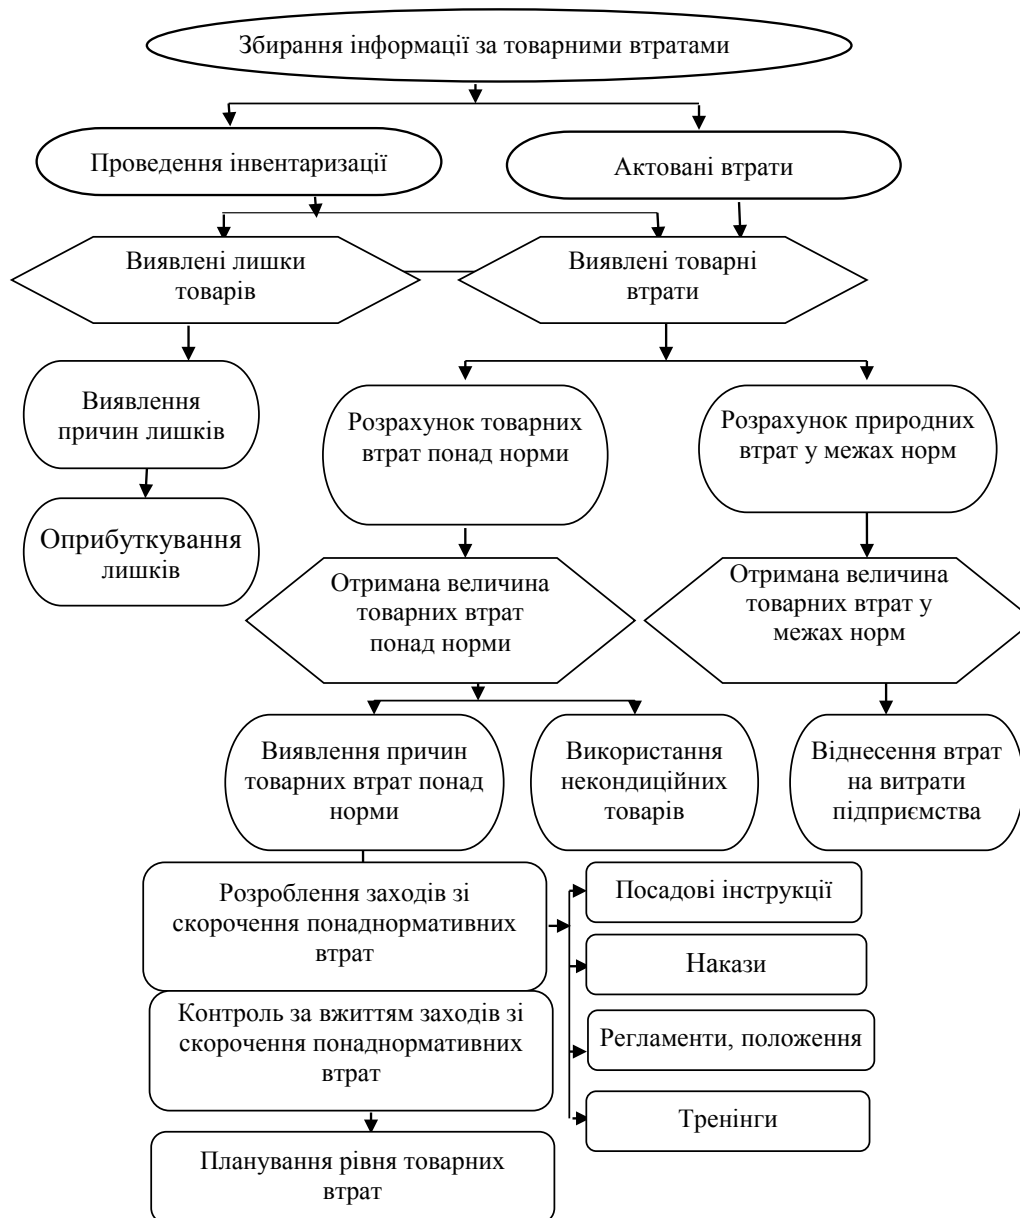 Збирання інформації за товарними втратами
Проведення інвентаризації
Актовані втрати
Виявлені лишки
товарів
Виявлені товарні
втрати
Виявлення
причин лишків
Оприбуткування
лишків
Розрахунок товарних
втрат понад норми
Розрахунок природних
втрат у межах норм
Отримана величина
товарних втрат
понад норми
Отримана величина
товарних втрат у
межах норм
Виявлення причин
товарних втрат понад
норми
Використання
некондиційних
товарів
Віднесення втрат
на витрати
підприємства
Розроблення заходів зі
скорочення понаднормативних
втрат
Посадові інструкції
Накази
Регламенти, положення
Тренінги
Контроль за вжиттям заходів зі
скорочення понаднормативних
втрат
Планування рівня товарних
втрат